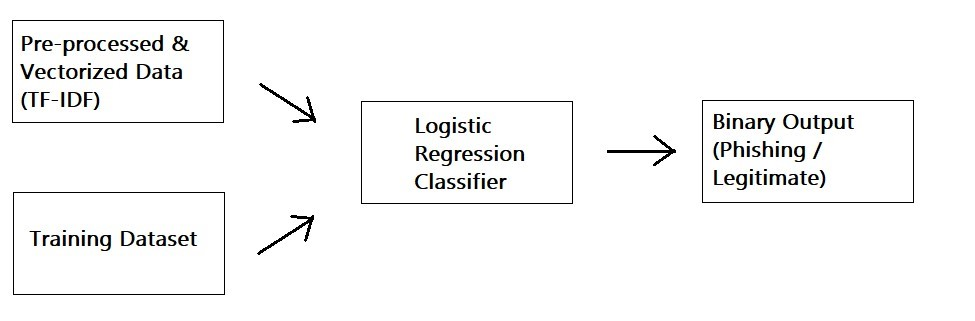 Pre-processed &
Vectorized Data
(TF-IDF)
Training Dataset
Logistic
Regression
Classifier
Binary Output
(Phishing /
Legitimate)